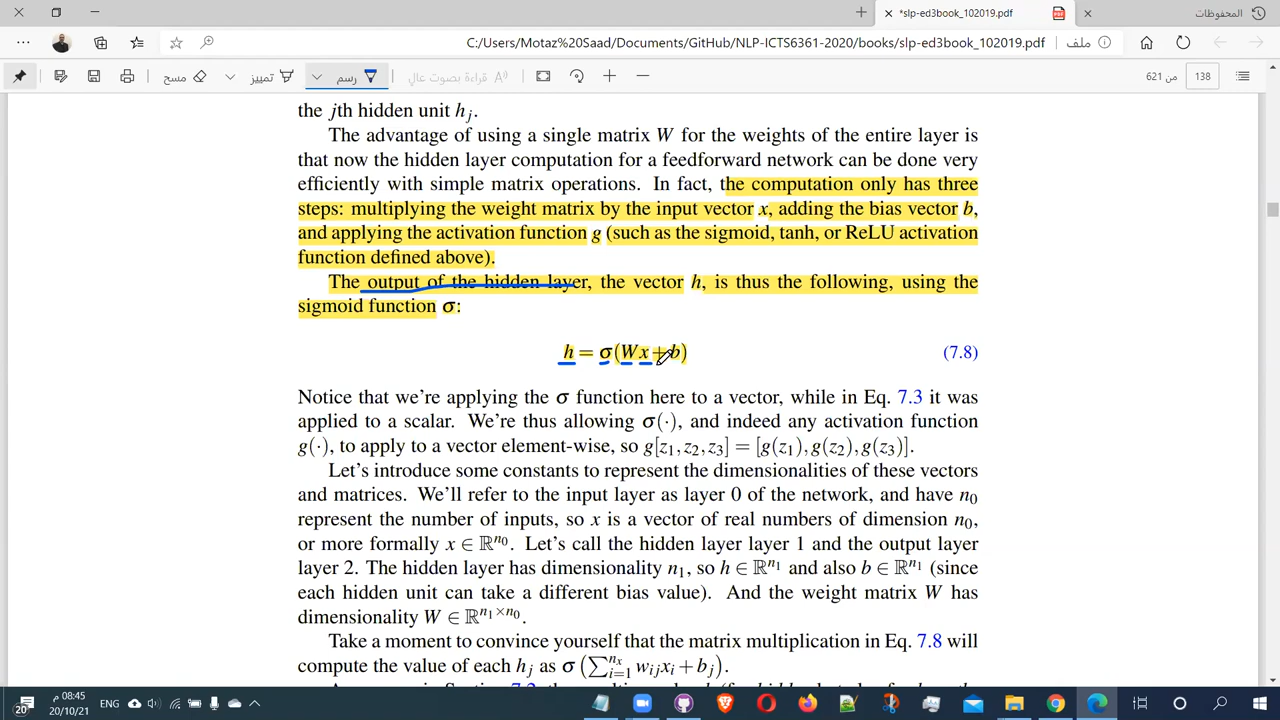 *slp-ed3book_102019.pdf
المحفوظات
C:/Users/Motaz%20Saad/Documents/GitHub/NLP-ICTS6361-2020/books/slp-ed3book_102019.pdf
ملف
مسح
تمييز
رسم
قراءة بصوت عالٍ
138
من 621
the jth hidden unit hj.
The advantage of using a single matrix W for the weights of the entire layer is
that now the hidden layer computation for a feedforward network can be done very
efficiently with simple matrix operations. In fact, the computation only has three
steps: multiplying the weight matrix by the input vector x, adding the bias vector b,
and applying the activation function g (such as the sigmoid, tanh, or ReLU activation
function defined above).
The output of the hidden layer, the vector h, is thus the following, using the
sigmoid function σ:
h = σ(Wx+b)
(7.8)
Notice that we're applying the σ function here to a vector, while in Eq. 7.3 it was
applied to a scalar. We're thus allowing σ(·), and indeed any activation function
g(·), to apply to a vector element-wise, so g[z1,z2,z3] = [g(z1),g(z2),g(z3)].
Let's introduce some constants to represent the dimensionalities of these vectors
and matrices. We'll refer to the input layer as layer 0 of the network, and have n0
represent the number of inputs, so x is a vector of real numbers of dimension n0,
or more formally x ∈ ℝ^n0. Let's call the hidden layer layer 1 and the output layer
layer 2. The hidden layer has dimensionality n1, so h ∈ ℝ^n1 and also b ∈ ℝ^n1 (since
each hidden unit can take a different bias value). And the weight matrix W has
dimensionality W ∈ ℝ^n1×n0.
Take a moment to convince yourself that the matrix multiplication in Eq. 7.8 will
compute the value of each hj as σ(∑i=1^nx wijxi + bj).
08:45 م
20/10/21
ENG
20